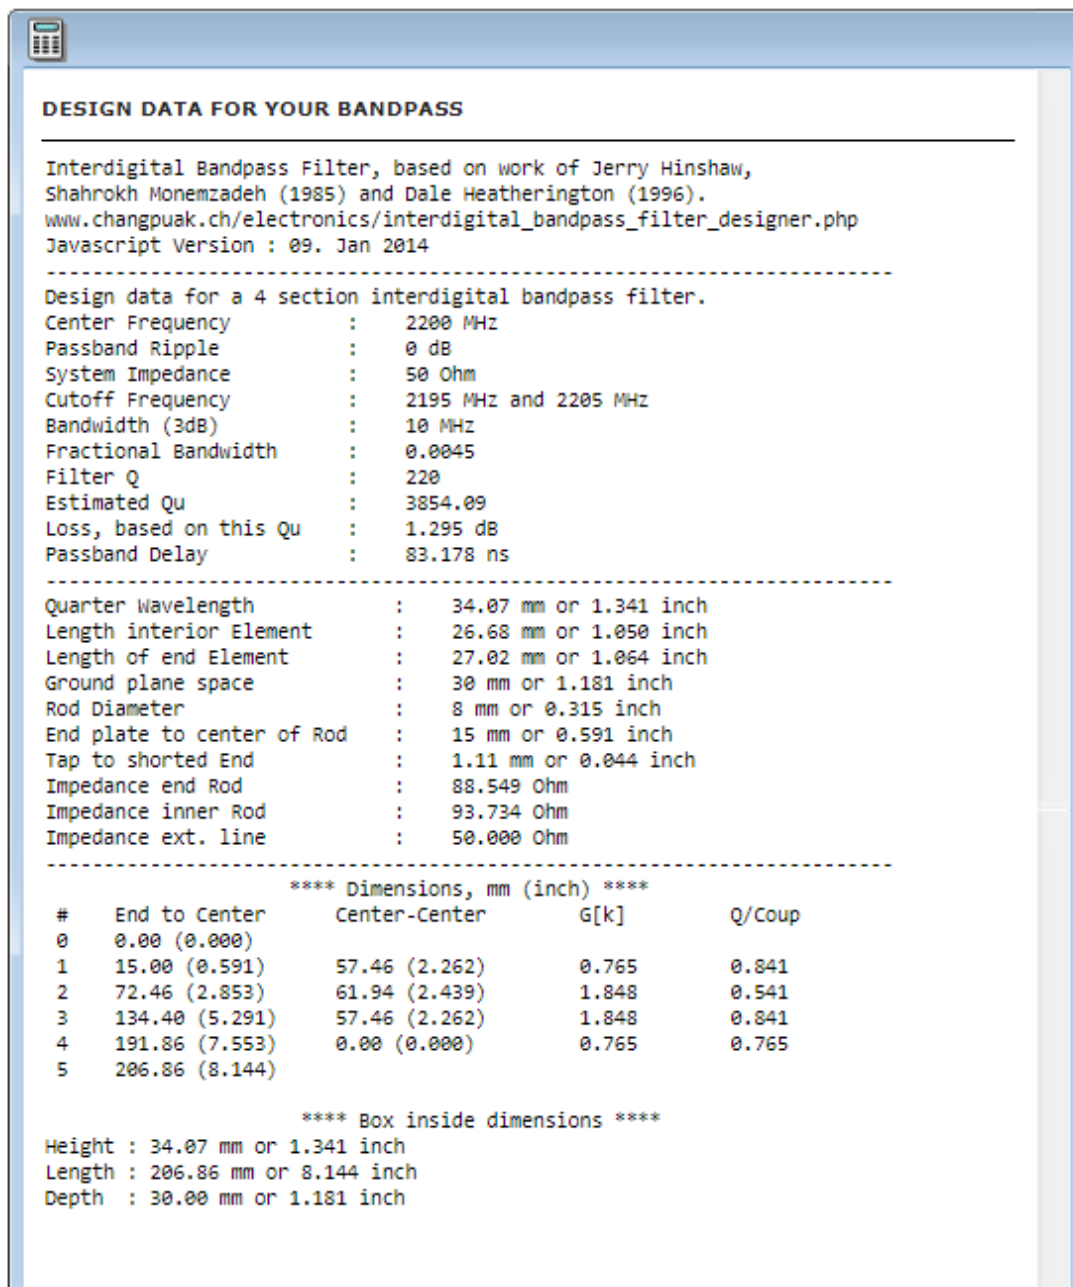 DESIGN DATA FOR YOUR BANDPASS
Interdigital Bandpass Filter, based on work of Jerry Hinshaw,
Shahrokh Monemzadeh (1985) and Dale Heatherington (1996).
www.changpuak.ch/electronics/interdigital_bandpass_filter_designer.php
Javascript Version : 09. Jan 2014
-------------------------------------------------------------------------
Design data for a 4 section interdigital bandpass filter.
Center Frequency          :    2200 MHz
Passband Ripple           :    0 dB
System Impedance          :    50 Ohm
Cutoff Frequency          :    2195 MHz and 2205 MHz
Bandwidth (3dB)           :    10 MHz
Fractional Bandwidth      :    0.0045
Filter Q                  :    220
Estimated Qu              :    3854.09
Loss, based on this Qu    :    1.295 dB
Passband Delay            :    83.178 ns
-------------------------------------------------------------------------
Quarter Wavelength            :    34.07 mm or 1.341 inch
Length interior Element       :    26.68 mm or 1.050 inch
Length of end Element         :    27.02 mm or 1.064 inch
Ground plane space            :    30 mm or 1.181 inch
Rod Diameter                  :    8 mm or 0.315 inch
End plate to center of Rod    :    15 mm or 0.591 inch
Tap to shorted End            :    1.11 mm or 0.044 inch
Impedance end Rod             :    88.549 Ohm
Impedance inner Rod           :    93.734 Ohm
Impedance ext. line           :    50.000 Ohm
-------------------------------------------------------------------------
**** Dimensions, mm (inch) ****
#    End to Center      Center-Center        G[k]         Q/Coup
0    0.00 (0.000)
1    15.00 (0.591)      57.46 (2.262)        0.765        0.841
2    72.46 (2.853)      61.94 (2.439)        1.848        0.541
3    134.40 (5.291)     57.46 (2.262)        1.848        0.841
4    191.86 (7.553)     0.00 (0.000)         0.765        0.765
5    206.86 (8.144)
**** Box inside dimensions ****
Height : 34.07 mm or 1.341 inch
Length : 206.86 mm or 8.144 inch
Depth  : 30.00 mm or 1.181 inch